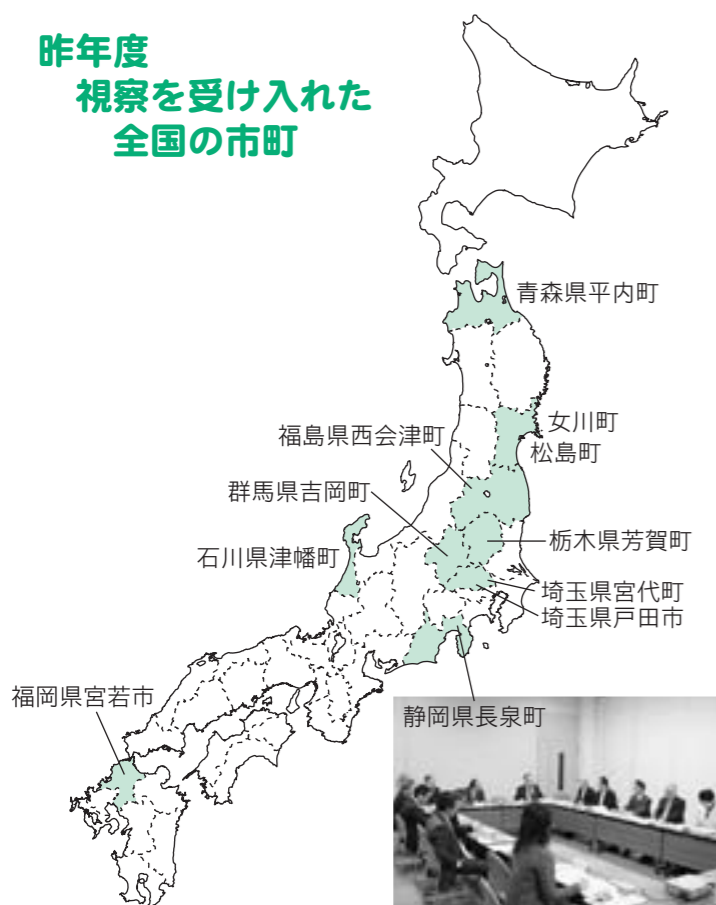 昨年度
視察を受け入れた
全国の市町
青森県平内町
女川町
松島町
福島県西会津町
群馬県吉岡町
栃木県芳賀町
石川県津幡町
埼玉県宮代町
埼玉県戸田市
福岡県宮若市
静岡県長泉町